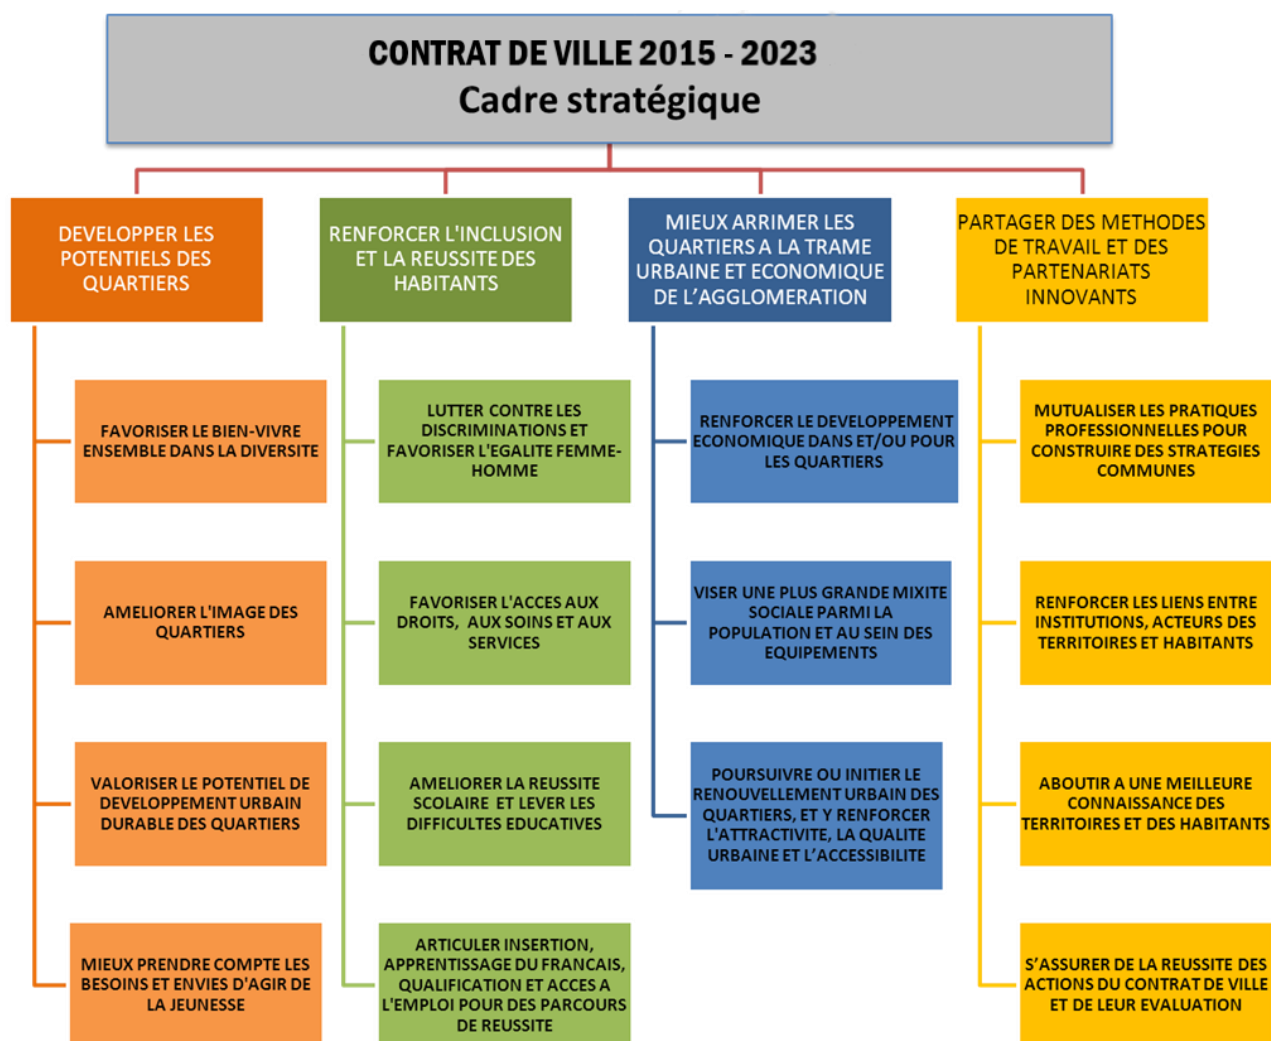 CONTRAT DE VILLE 2015 - 2023
Cadre stratégique
DEVELOPPER LES
POTENTIELS DES
QUARTIERS
FAVORISER LE BIEN-VIVRE
ENSEMBLE DANS LA DIVERSITE
AMELIORER L'IMAGE DES
QUARTIERS
VALORISER LE POTENTIEL DE
DEVELOPPEMENT URBAIN
DURABLE DES QUARTIERS
MIEUX PRENDRE COMPTE LES
BESOINS ET ENVIES D'AGIR DE
LA JEUNESSE
RENFORCER L'INCLUSION
ET LA REUSSITE DES
HABITANTS
LUTTER CONTRE LES
DISCRIMINATIONS ET
FAVORISER L'EGALITE FEMME-
HOMME
FAVORISER L'ACCES AUX
DROITS, AUX SOINS ET AUX
SERVICES
AMELIORER LA REUSSITE
SCOLAIRE ET LEVER LES
DIFFICULTES EDUCATIVES
ARTICULER INSERTION,
APPRENTISSAGE DU FRANCAIS,
QUALIFICATION ET ACCES A
L'EMPLOI POUR DES PARCOURS
DE REUSSITE
MIEUX ARRIMER LES
QUARTIERS A LA TRAME
URBAINE ET ECONOMIQUE
DE L’AGGLOMERATION
RENFORCER LE DEVELOPPEMENT
ECONOMIQUE DANS ET/OU POUR
LES QUARTIERS
VISER UNE PLUS GRANDE MIXITE
SOCIALE PARMI LA
POPULATION ET AU SEIN DES
EQUIPEMENTS
POURSUIVRE OU INITIER LE
RENOUVELLEMENT URBAIN DES
QUARTIERS, ET Y RENFORCER
L'ATTRACTIVITE, LA QUALITE
URBAINE ET L’ACCESSIBILITE
PARTAGER DES METHODES
DE TRAVAIL ET DES
PARTENARIATS
INNOVANTS
MUTUALISER LES PRATIQUES
PROFESSIONNELLES POUR
CONSTRUIRE DES STRATEGIES
COMMUNES
RENFORCER LES LIENS ENTRE
INSTITUTIONS, ACTEURS DES
TERRITOIRES ET HABITANTS
ABOUTIR A UNE MEILLEURE
CONNAISSANCE DES
TERRITOIRES ET DES HABITANTS
S’ASSURER DE LA REUSSITE DES
ACTIONS DU CONTRAT DE VILLE
ET DE LEUR EVALUATION